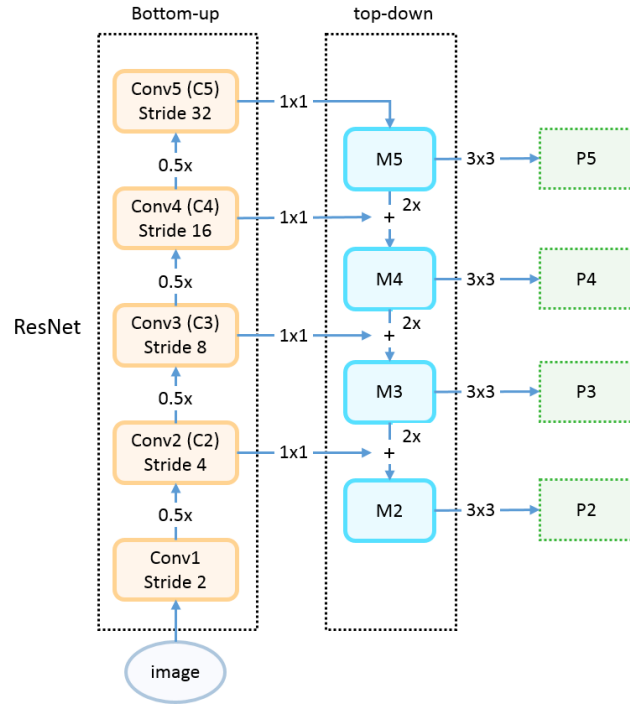 Bottom-up
top-down
Conv5 (C5)
Stride 32
1x1
M5
3x3
P5
0.5x
2x
Conv4 (C4)
Stride 16
1x1
+
M4
3x3
P4
0.5x
2x
ResNet
Conv3 (C3)
Stride 8
1x1
+
M3
3x3
P3
0.5x
2x
Conv2 (C2)
Stride 4
1x1
+
M2
3x3
P2
0.5x
Conv1
Stride 2
image